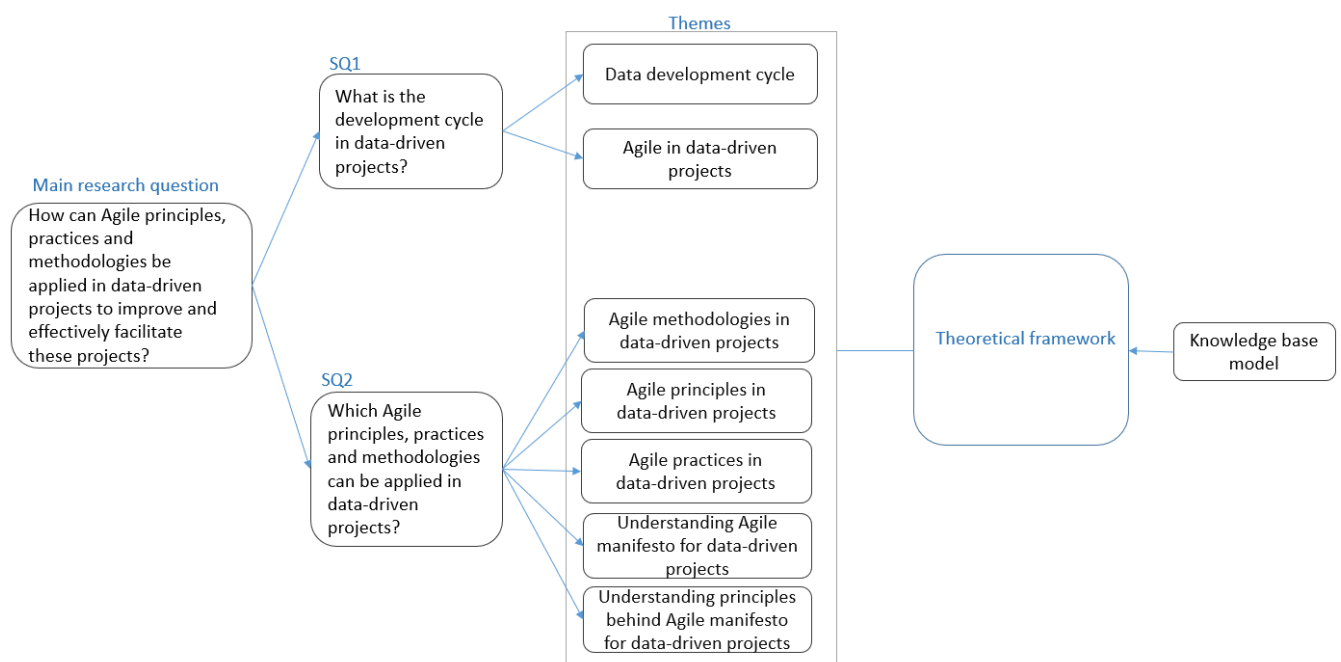 Themes
SQ1
Data development cycle
What is the
development cycle
in data-driven
projects?
Agile in data-driven
projects
Main research question
How can Agile principles,
practices and
methodologies be
applied in data-driven
projects to improve and
effectively facilitate
these projects?
SQ2
Which Agile
principles, practices
and methodologies
can be applied in
data-driven
projects?
Agile methodologies in
data-driven projects
Agile principles in
data-driven projects
Agile practices in
data-driven projects
Understanding Agile
manifesto for data-driven
projects
Understanding principles
behind Agile manifesto
for data-driven projects
Theoretical framework
Knowledge base
model